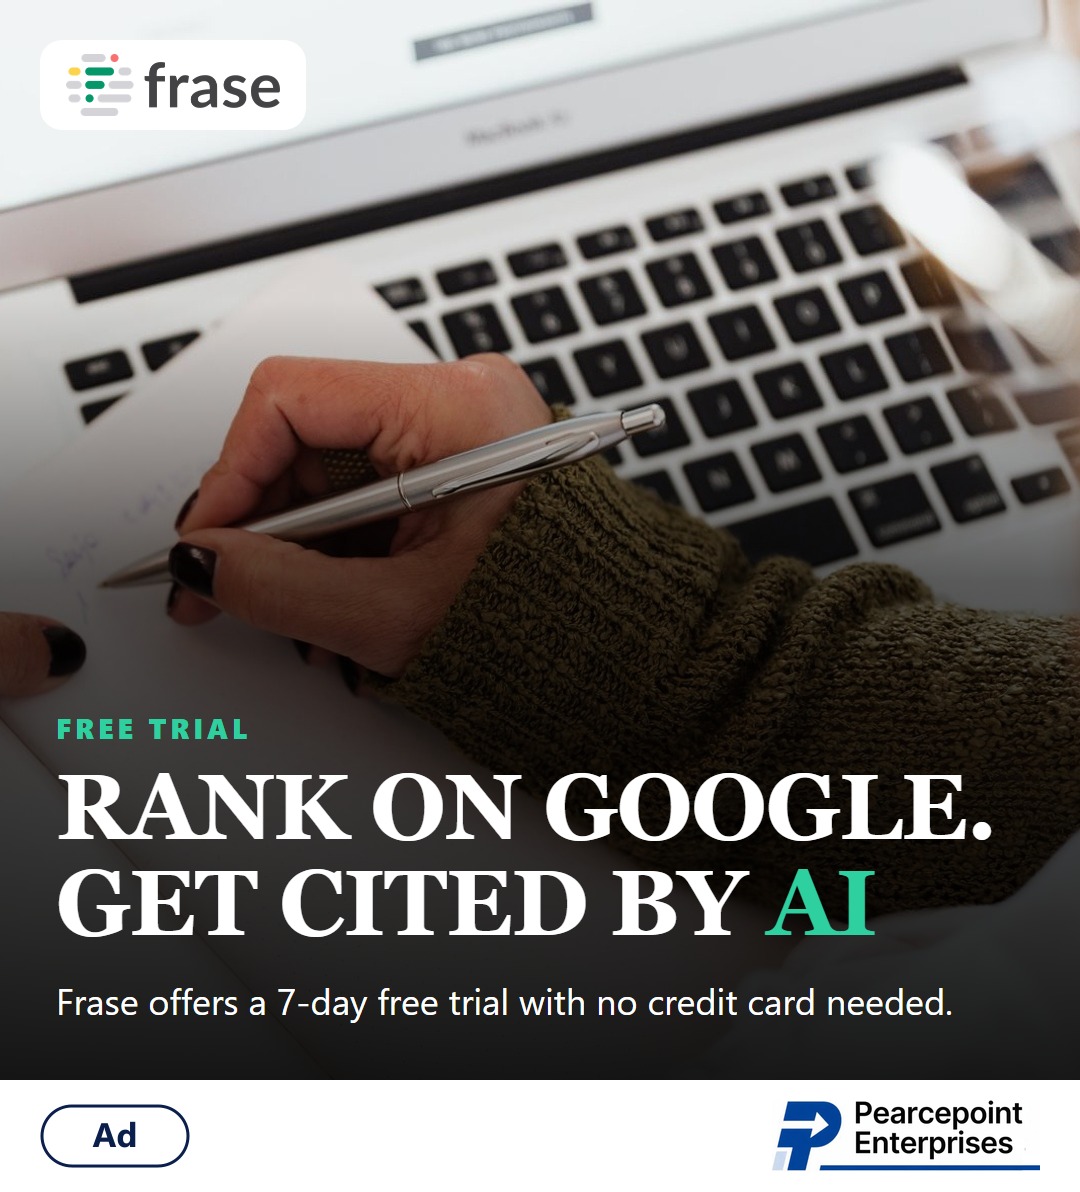 frase
FREE TRIAL
RANK ON GOOGLE.
GET CITED BY AI
Frase offers a 7-day free trial with no credit card needed.
Ad
Pearcepoint
Enterprises